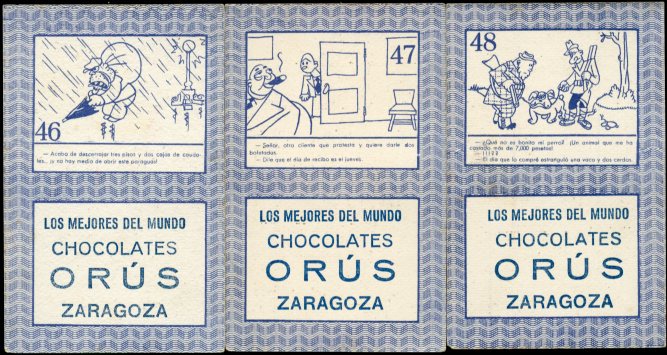 46
— Acaba de descerrajar tres pisos y dos cajas de cauda-
les.. ¡y no hay medio de abrir este paraguas!
LOS MEJORES DEL MUNDO
CHOCOLATES
ORÚS
ZARAGOZA
47
— Señor, otro cliente que protesta y quiere darle dos
bofetadas.
— Dile que el día de recibo es el jueves.
LOS MEJORES DEL MUNDO
CHOCOLATES
ORÚS
ZARAGOZA
48
— ¿Qué no es bonito mi perro? ¡Un animal que me ha
costado más de 7,000 pesetas!
— ¡ ! ! ? ?
— El día que lo compré estranguló una vaca y dos cerdos.
LOS MEJORES DEL MUNDO
CHOCOLATES
ORÚS
ZARAGOZA